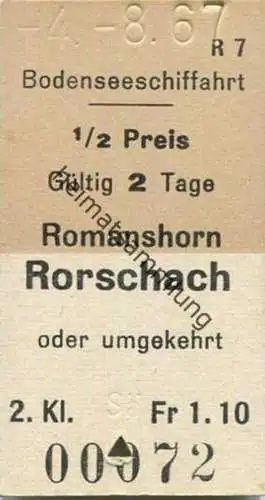 -4.-8.67
R 7
Bodenseeschiffahrt
1/2 Preis
Gültig 2 Tage
Romanshorn
Rorschach
oder umgekehrt
2. Kl. Fr 1.10
00072
heimatsammlung